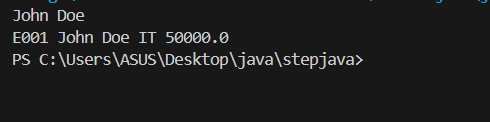 John Doe
E001 John Doe IT 50000.0
PS C:\Users\ASUS\Desktop\java\stepjava>